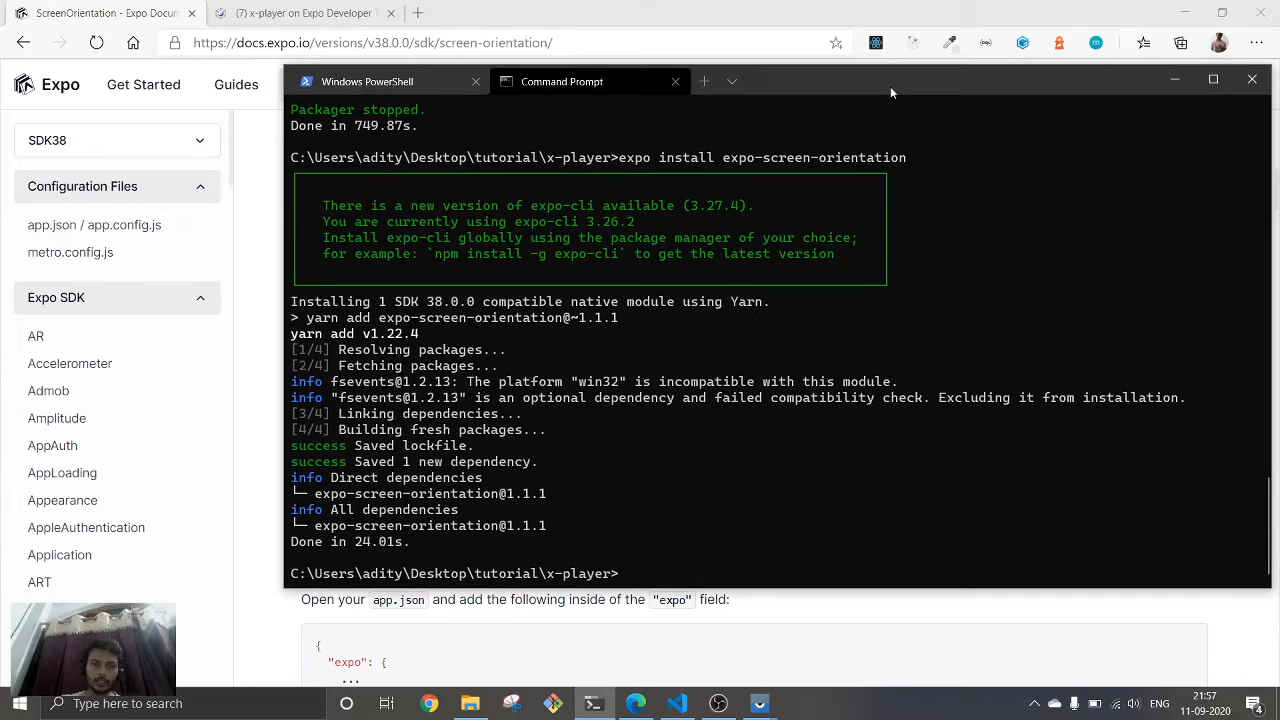 ScreenOrientation - Expo Docum
(7) x-player on Expo Developer T
https://docs.expo.io/versions/v38.0.0/sdk/screen-orientation/
Expo
Get Started
Guides
Windows PowerShell
Command Prompt
SDK38
Configuration Files
app.json / app.config.js
metro.config.js
Expo SDK
AR
Accelerometer
Admob
Amplitude
AppAuth
AppLoading
Appearance
AppleAuthentication
Application
ART
Packager stopped.
Done in 749.87s.
C:\Users\adity\Desktop\tutorial\x-player>expo install expo-screen-orientation
There is a new version of expo-cli available (3.27.4).
You are currently using expo-cli 3.26.2
Install expo-cli globally using the package manager of your choice;
for example: `npm install -g expo-cli` to get the latest version
Installing 1 SDK 38.0.0 compatible native module using Yarn.
> yarn add expo-screen-orientation@~1.1.1
yarn add v1.22.4
[1/4] Resolving packages...
[2/4] Fetching packages...
info fsevents@1.2.13: The platform "win32" is incompatible with this module.
info "fsevents@1.2.13" is an optional dependency and failed compatibility check. Excluding it from installation.
[3/4] Linking dependencies...
[4/4] Building fresh packages...
success Saved lockfile.
success Saved 1 new dependency.
info Direct dependencies
└─ expo-screen-orientation@1.1.1
info All dependencies
└─ expo-screen-orientation@1.1.1
Done in 24.01s.
C:\Users\adity\Desktop\tutorial\x-player>
Open your app.json and add the following inside of the "expo" field:
{
"expo": {
...
Type here to search
21:57
11-09-2020